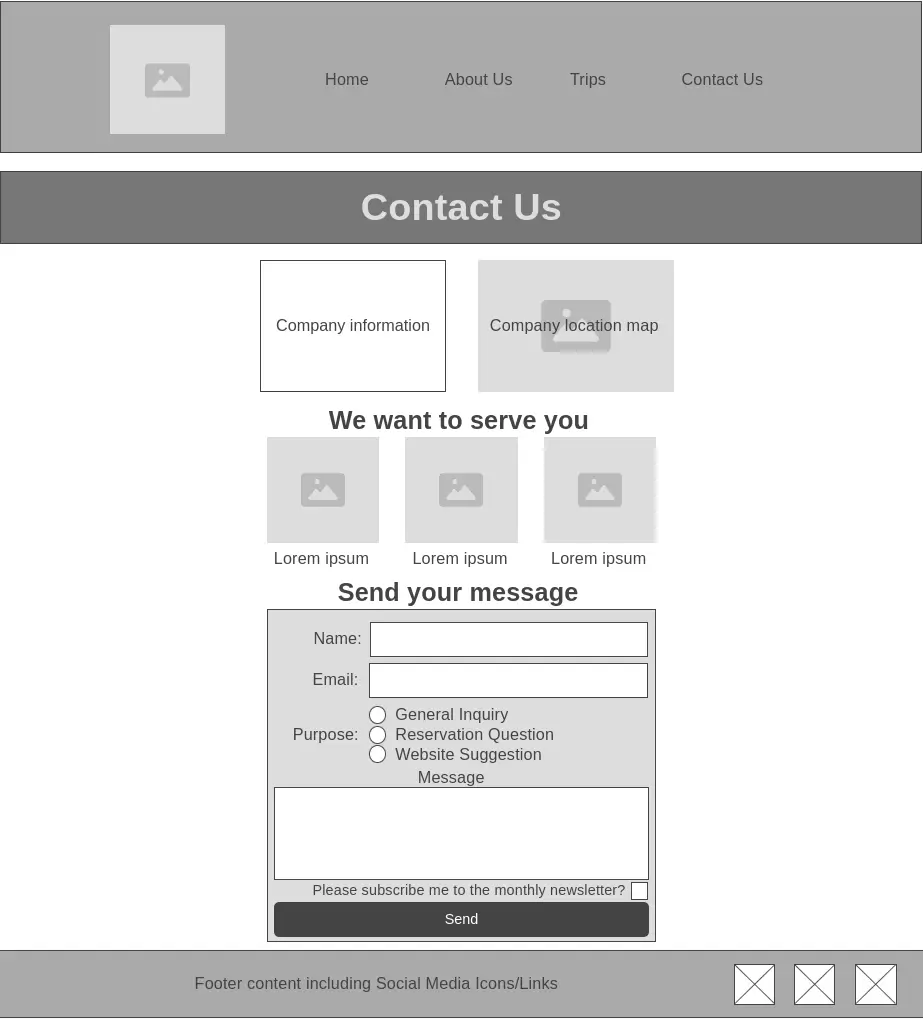 Home About Us Trips Contact Us
Contact Us
Company information
Company location map
We want to serve you
Lorem ipsum Lorem ipsum Lorem ipsum
Send your message
Name:
Email:
Purpose:
General Inquiry
Reservation Question
Website Suggestion
Message
Please subscribe me to the monthly newsletter?
Send
Footer content including Social Media Icons/Links